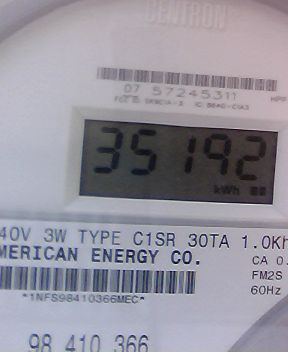 CENTRON
07 57245311
35192
kWh
40V 3W TYPE C1SR 30TA 1.0Kh
MERICAN ENERGY CO.
CA 0.
FM2S
60Hz
*1NFS98410366MEC*
98 410 366